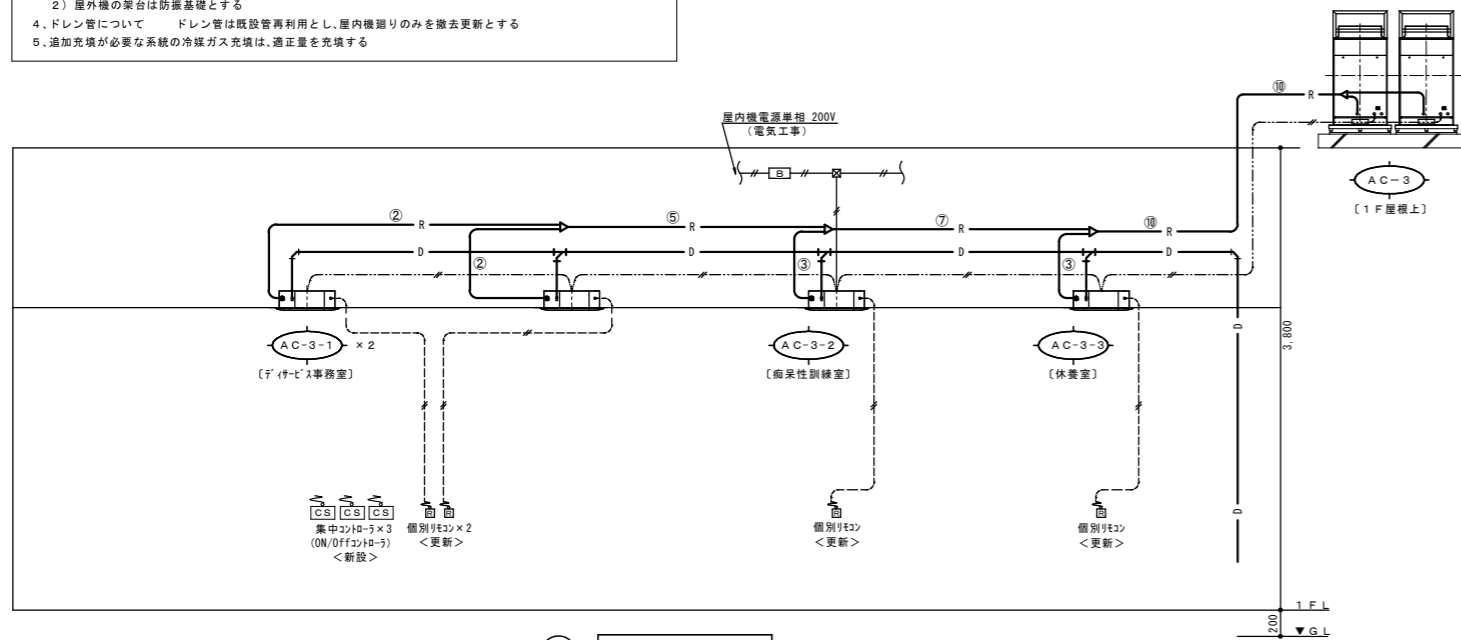 2）屋外機の架台は防振基礎とする
4、ドレン管について　　ドレン管は既設管再利用とし、屋内機廻りのみを撤去更新とする
5、追加充填が必要な系統の冷媒ガス充填は、適正量を充填する
屋内機電源単相 200V
（電気工事）
B
⑩ R
AC－3
〔1F屋根上〕
② R ⑤ R ⑦ R ⑩ R
D D D D
② ③ ③
D
3,800
AC-3-1 ×2
〔ディサービス事務室〕
AC-3-2
〔痴呆性訓練室〕
AC-3-3
〔休養室〕
D
CS CS CS
集中コントローラ×3
(ON/Offコントローラ)
＜新設＞
R R
個別リモコン×2
＜更新＞
R
個別リモコン
＜更新＞
R
個別リモコン
＜更新＞
1FL
200
▼GL